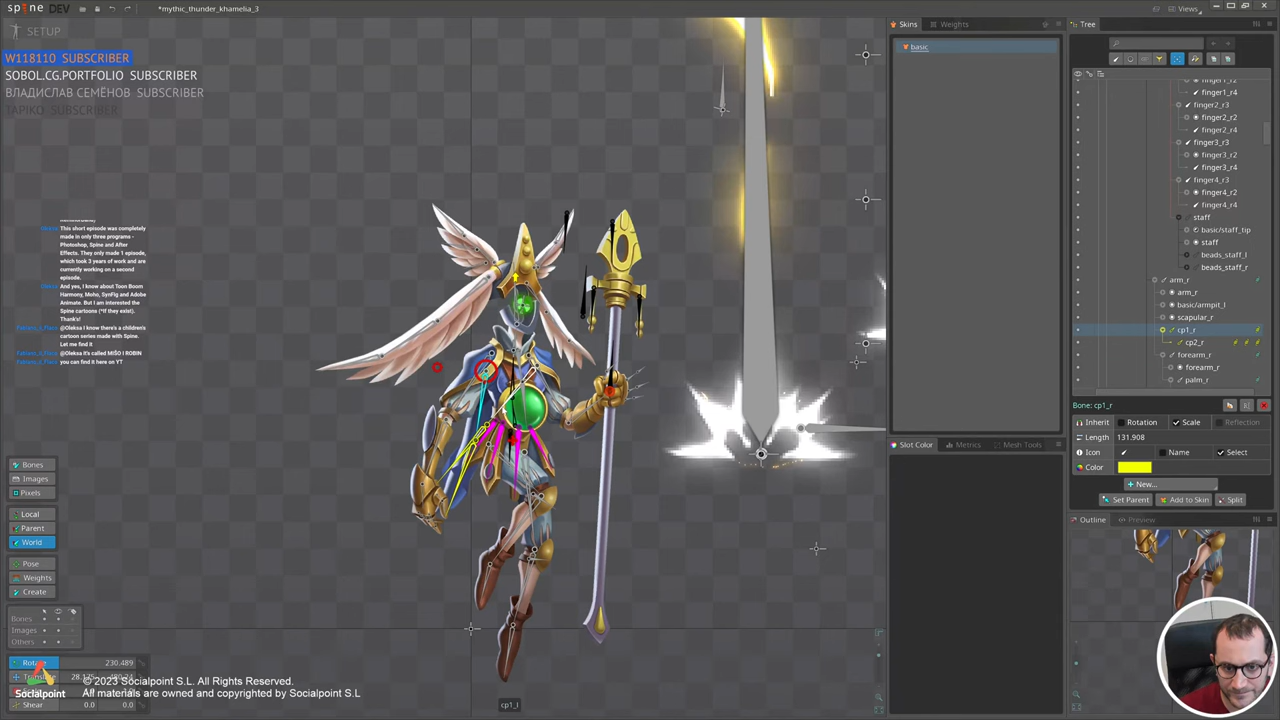 spine DEV
*mythic_thunder_khamelia_3
Views
SETUP
W118110 SUBSCRIBER
SOBOL.CG.PORTFOLIO SUBSCRIBER
ВЛАДИСЛАВ СЕМЁНОВ SUBSCRIBER
TAPIKO SUBSCRIBER
This short episode was completely
made in only three programs -
Photoshop, Spine and After
Effects. They only made 1 episode,
which took 3 years of work and are
currently working on a second
episode.
And yes, I know about Toon Boom
Harmony, Moho, SynFig and Adobe
Animate. But I am interested the
Spine cartoons (*If they exist).
Thanks!
@Oleksa I know there's a children's
cartoon series made with Spine.
Let me find it
@Oleksa it's called MIŠO I ROBIN
you can find it here on YT
Bones
Images
Pixels
Local
Parent
World
Pose
Weights
Create
Bones
Images
Others
Rotate 230.489
28.175
Shear 0.0 0.0
Socialpoint
© 2023 Socialpoint S.L. All Rights Reserved.
All materials are owned and copyrighted by Socialpoint S.L
cp1_l
Skins
Weights
basic
Slot Color
Metrics
Mesh Tools
Tree
finger1_r2
finger1_r4
finger2_r3
finger2_r2
finger2_r4
finger3_r3
finger3_r2
finger3_r4
finger4_r3
finger4_r2
finger4_r4
staff
basic/staff_tip
staff
beads_staff_l
beads_staff_r
arm_r
arm_r
basic/armpit_l
scapular_r
cp1_r
cp2_r
forearm_r
forearm_r
palm_r
Bone: cp1_r
Inherit Rotation Scale Reflection
Length 131.908
Icon Name Select
Color
New...
Set Parent
Add to Skin
Split
Outline
Preview